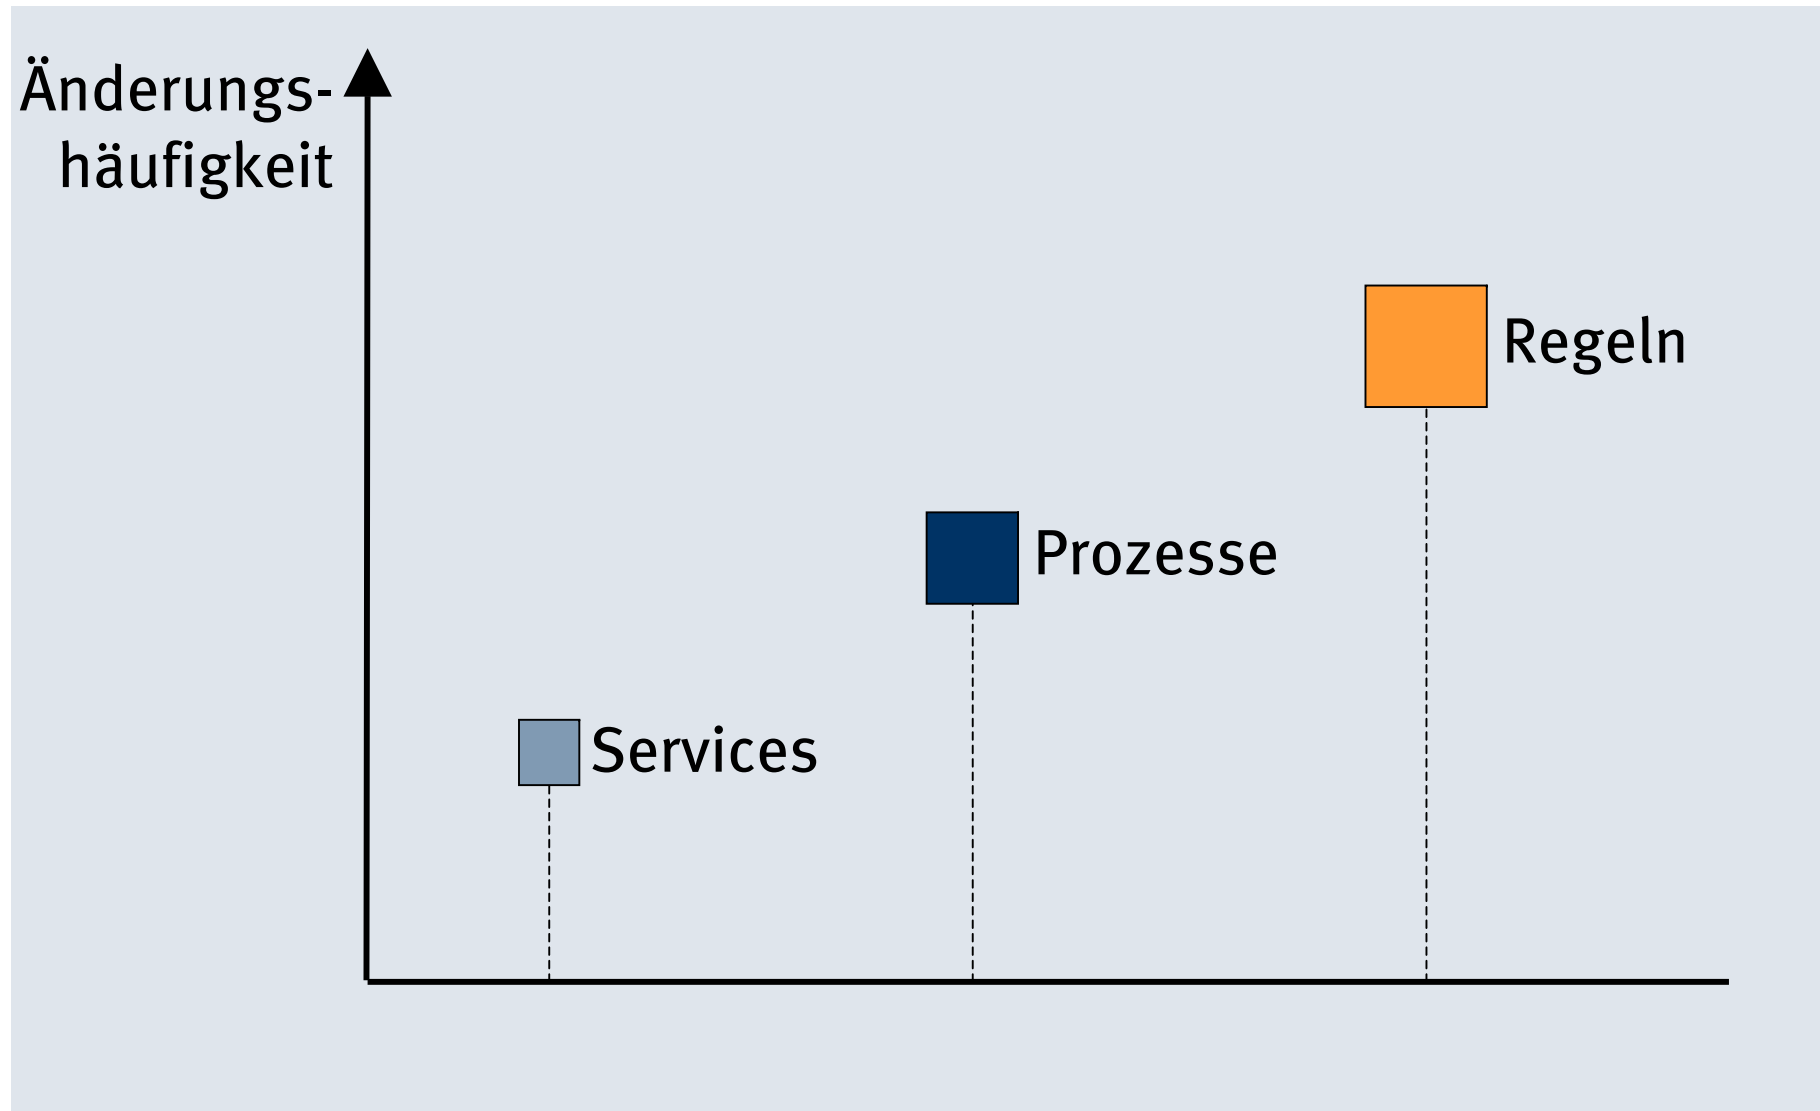 Änderungs-
häufigkeit
Regeln
Prozesse
Services